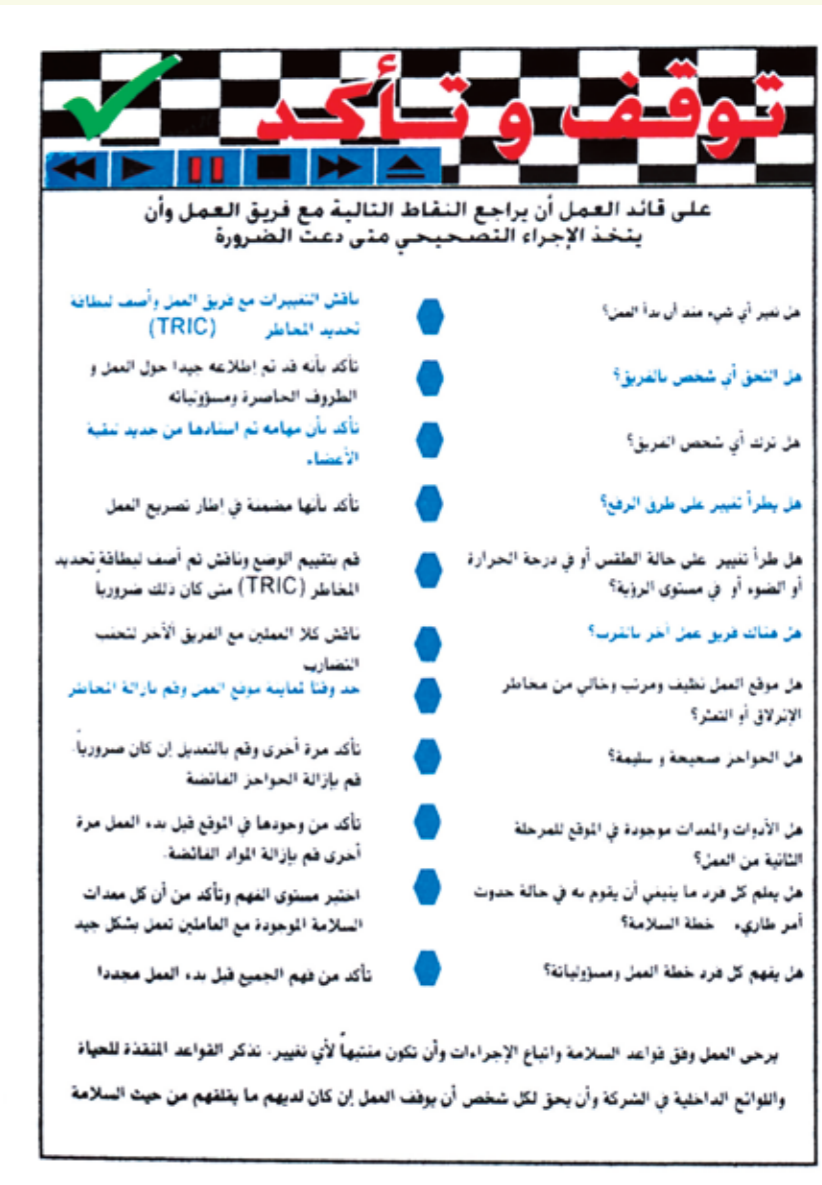 توقف و تأكد
على قائد العمل أن يراجع النقاط التالية مع فريق العمل وأن
يتخذ الإجراء التصحيحي متى دعت الضرورة
هل تغير أي شيء منذ أن بدأ العمل؟
ناقش التغييرات مع فريق العمل وأضف لبطاقة
تحديد المخاطر (TRIC)
هل التحق أي شخص بالفريق؟
تأكد بأنه قد تم إطلاعه جيدا حول العمل و
الظروف الحاضرة ومسؤولياته
هل ترك أي شخص الفريق؟
تأكد بأن مهامه تم اسنادها من جديد لبقية
الأعضاء
هل يطرأ تغيير على طرق الرفع؟
تأكد بأنها مضمنة في إطار تصريح العمل
هل طرأ تغيير على حالة الطقس أو في درجة الحرارة
أو الضوء أو في مستوى الرؤية؟
قم بتقييم الوضع وناقش ثم أضف لبطاقة تحديد
المخاطر (TRIC) متى كان ذلك ضرورياً
هل هناك فريق عمل آخر بالقرب؟
ناقش كلا العملين مع الفريق الآخر لتجنب
التضارب
هل موقع العمل نظيف ومرتب وخالي من مخاطر
الإنزلاق أو التعثر؟
حد وقتا لمعاينة موقع العمل وقم بازالة المخاطر
هل الحواجز صحيحة و سليمة؟
تأكد مرة أخرى وقم بالتعديل إن كان ضرورياً.
قم بإزالة الحواجز الفائضة
هل الأدوات والمعدات موجودة في الموقع للمرحلة
الثانية من العمل؟
تأكد من وجودها في الموقع قبل بدء العمل مرة
أخرى قم بإزالة المواد الفائضة.
هل يعلم كل فرد ما ينبغي أن يقوم به في حالة حدوث
أمر طاريء خطة السلامة؟
اختبر مستوى الفهم وتأكد من أن كل معدات
السلامة الموجودة مع العاملين تعمل بشكل جيد
هل يفهم كل فرد خطة العمل ومسؤولياتة؟
تأكد من فهم الجميع قبل بدء العمل مجددا
يرجى العمل وفق قواعد السلامة واتباع الإجراءات وأن تكون منتبهاً لأي تغيير. تذكر القواعد المنقذة للحياة
واللوائح الداخلية في الشركة وأن يحق لكل شخص أن يوقف العمل إن كان لديهم ما يقلقهم من حيث السلامة